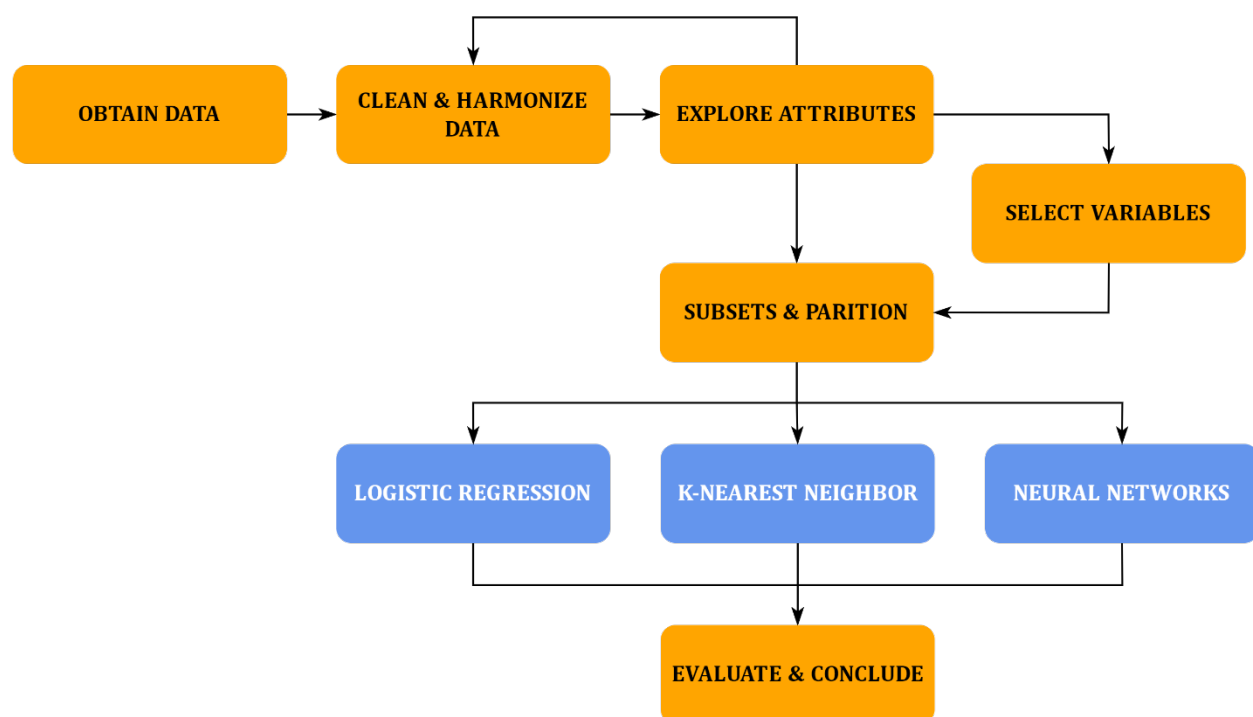 OBTAIN DATA
CLEAN & HARMONIZE
DATA
EXPLORE ATTRIBUTES
SELECT VARIABLES
SUBSETS & PARITION
LOGISTIC REGRESSION
K-NEAREST NEIGHBOR
NEURAL NETWORKS
EVALUATE & CONCLUDE